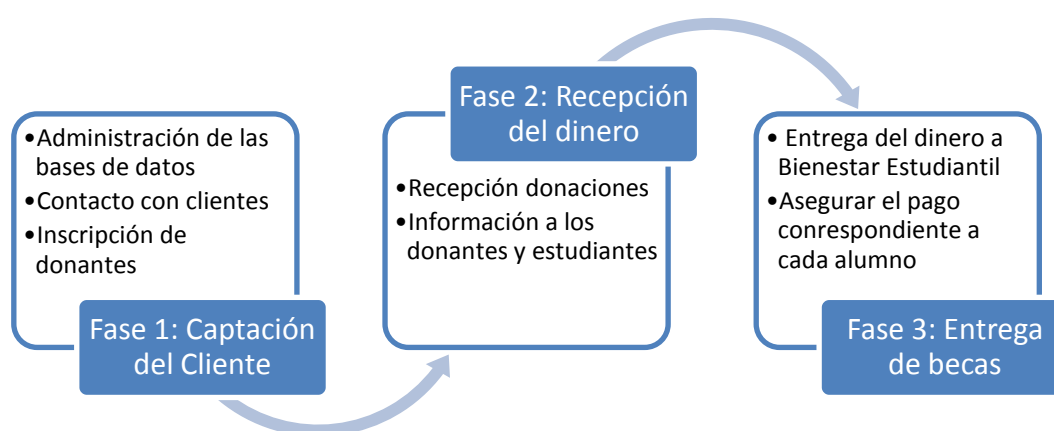 •Administración de las
bases de datos
•Contacto con clientes
•Inscripción de
donantes
Fase 1: Captación
del Cliente
Fase 2: Recepción
del dinero
•Recepción donaciones
•Información a los
donantes y estudiantes
• Entrega del dinero a
Bienestar Estudiantil
•Asegurar el pago
conrespondiente a
cada alumno
Fase 3: Entrega
de becas